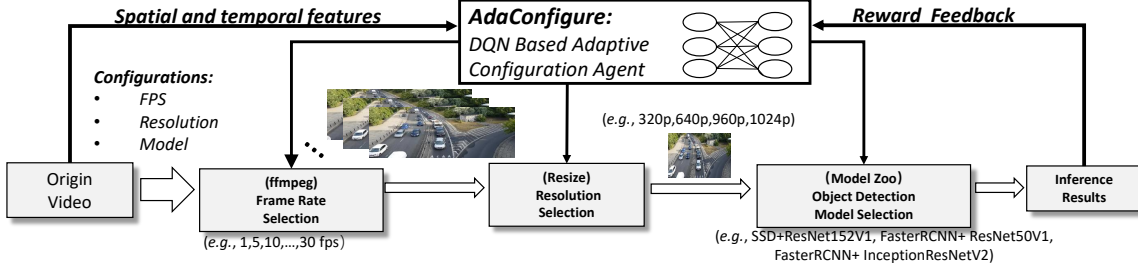 Spatial and temporal features
AdaConfigure:
DQN Based Adaptive
Configuration Agent
Reward Feedback
Configurations:
• FPS
• Resolution
• Model
(e.g., 320p,640p,960p,1024p)
Origin
Video
(ffmpeg)
Frame Rate
Selection
(Resize)
Resolution
Selection
(Model Zoo)
Object Detection
Model Selection
Inference
Results
(e.g., 1,5,10,…,30 fps)
(e.g., SSD+ResNet152V1, FasterRCNN+ ResNet50V1,
FasterRCNN+ InceptionResNetV2)